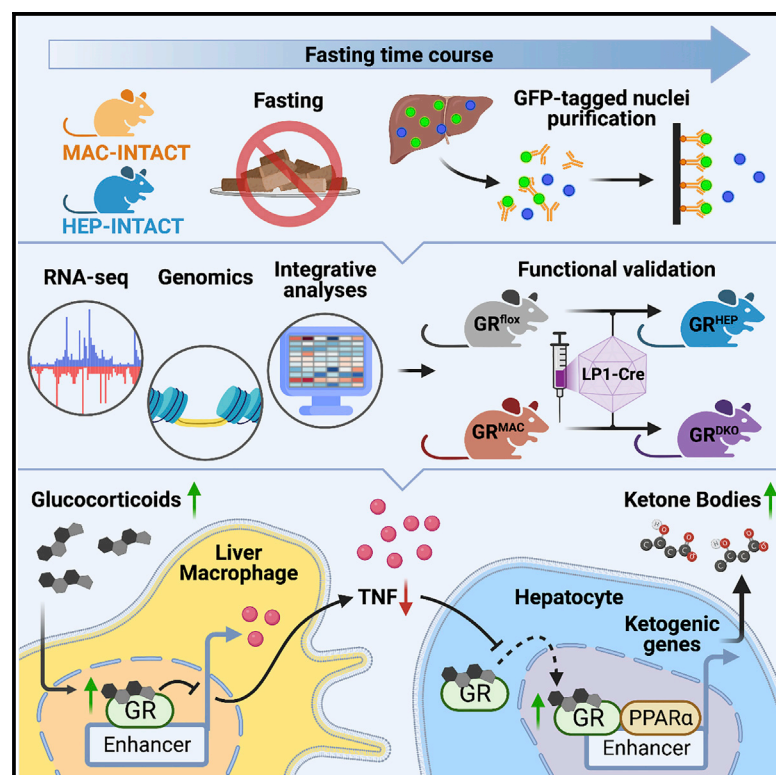 Fasting time course
MAC-INTACT
HEP-INTACT
Fasting
GFP-tagged nuclei
purification
RNA-seq
Genomics
Integrative
analyses
Functional validation
GRflox
GRHEP
LP1-Cre
GRMAC
GRDKO
Glucocorticoids
Liver
Macrophage
TNF
Hepatocyte
Ketone Bodies
Ketogenic
genes
GR
Enhancer
GR
GR
PPARα
Enhancer